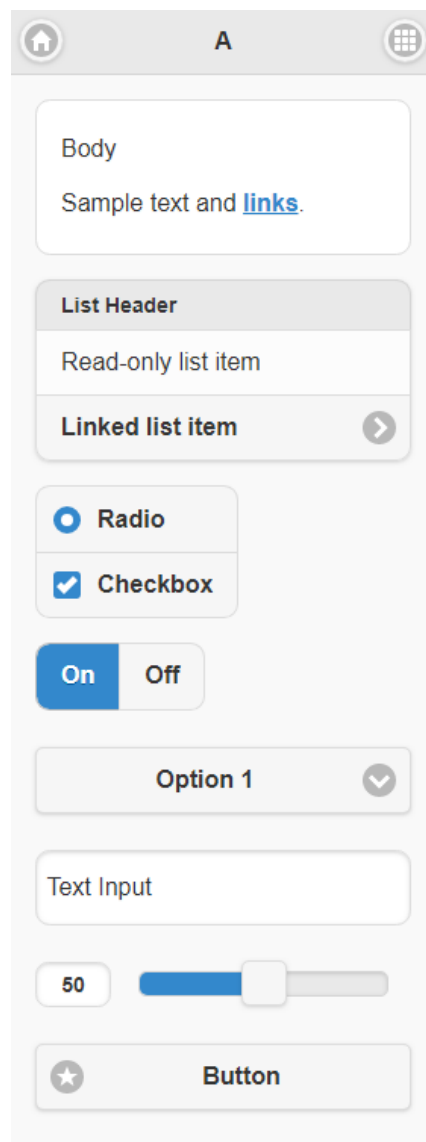 A
Body
Sample text and links.
List Header
Read-only list item
Linked list item
Radio
Checkbox
On Off
Option 1
Text Input
50
Button